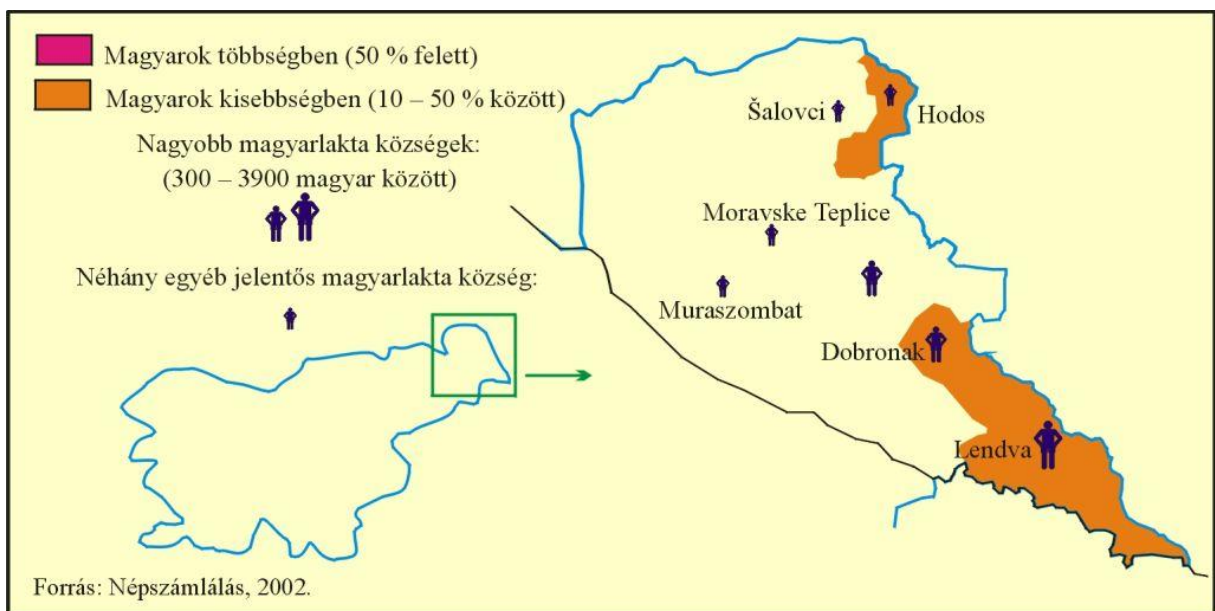 Magyarok többségben (50 % felett)
Magyarok kisebbségben (10 – 50 % között)
Nagyobb magyarlakta községek:
(300 – 3900 magyar között)
Néhány egyéb jelentős magyarlakta község:
Šalovci
Hodos
Moravske Teplice
Muraszombat
Dobronak
Lendva
Forrás: Népszámlálás, 2002.